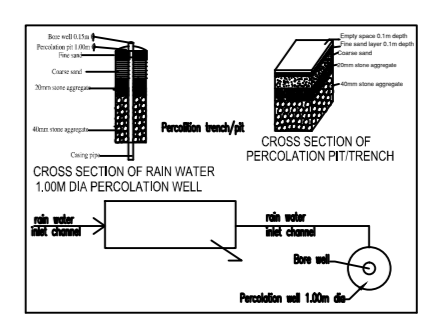 Bore well 0.15m
Percolation pit 1.00m
Fine sand
Coarse sand
20mm stone aggregate
40mm stone aggregate
Casing pipe
CROSS SECTION OF RAIN WATER
1.00M DIA PERCOLATION WELL
Percolition trench/pit
Empty space 0.1m depth
Fine sand layer 0.1m depth
Coarse sand
20mm stone aggregate
40mm stone aggregate
CROSS SECTION OF
PERCOLATION PIT/TRENCH
rain water
inlet channel
rain water
inlet channel
Bore well
Percolation well 1.00m dia